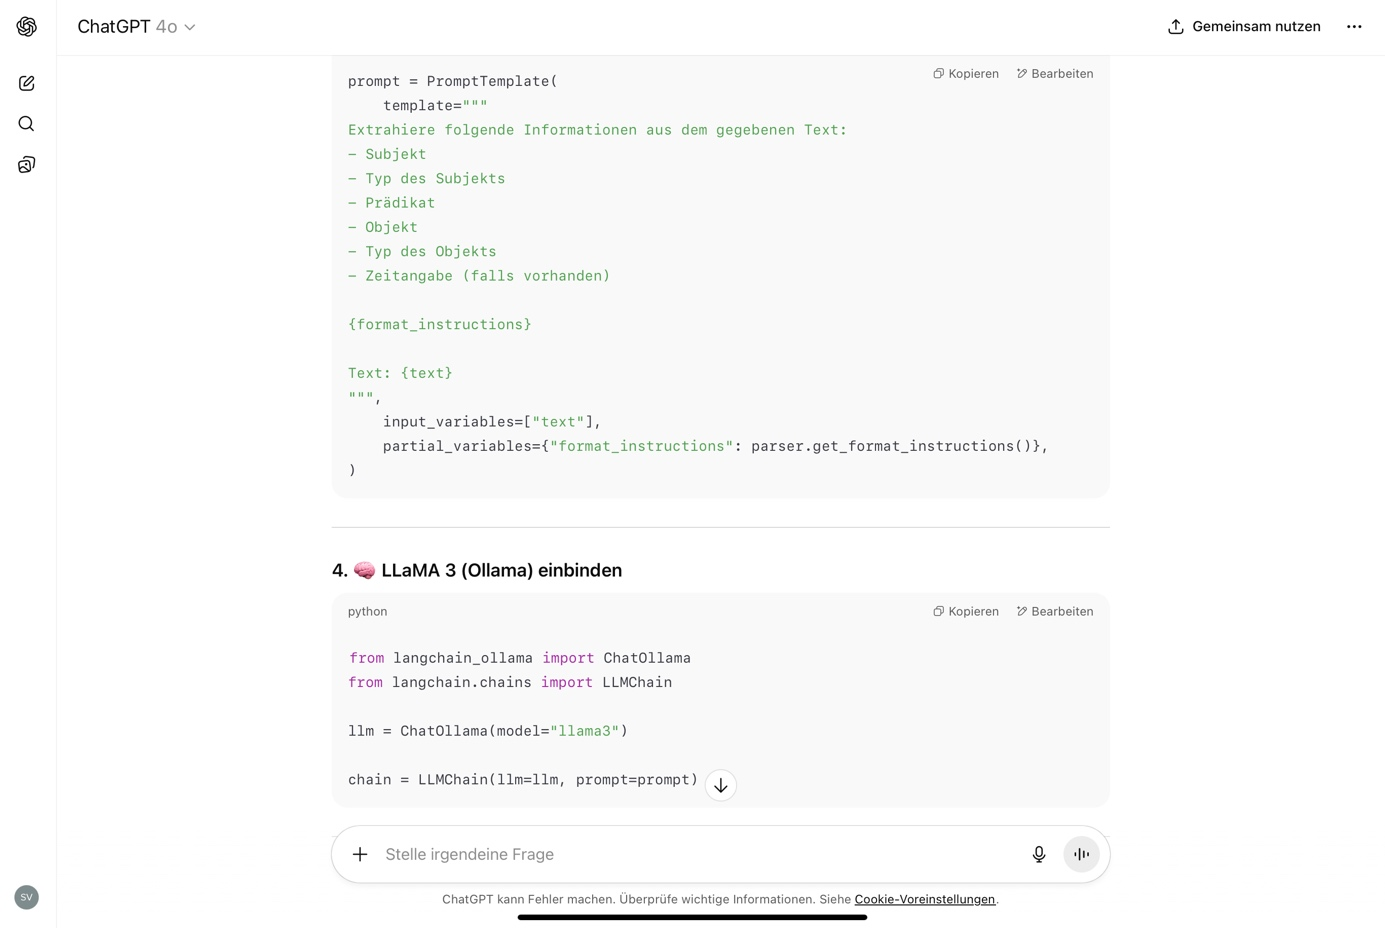 ChatGPT 4o
Gemeinsam nutzen
Kopieren Bearbeiten
prompt = PromptTemplate(
    template="""
Extrahiere folgende Informationen aus dem gegebenen Text:
– Subjekt
– Typ des Subjekts
– Prädikat
– Objekt
– Typ des Objekts
– Zeitangabe (falls vorhanden)
{format_instructions}
Text: {text}
""",
    input_variables=["text"],
    partial_variables={"format_instructions": parser.get_format_instructions()},
)
4. 🧠 LLaMA 3 (Ollama) einbinden
python
Kopieren Bearbeiten
from langchain_ollama import ChatOllama
from langchain.chains import LLMChain
llm = ChatOllama(model="llama3")
chain = LLMChain(llm=llm, prompt=prompt)
Stelle irgendeine Frage
SV
ChatGPT kann Fehler machen. Überprüfe wichtige Informationen. Siehe Cookie-Voreinstellungen.